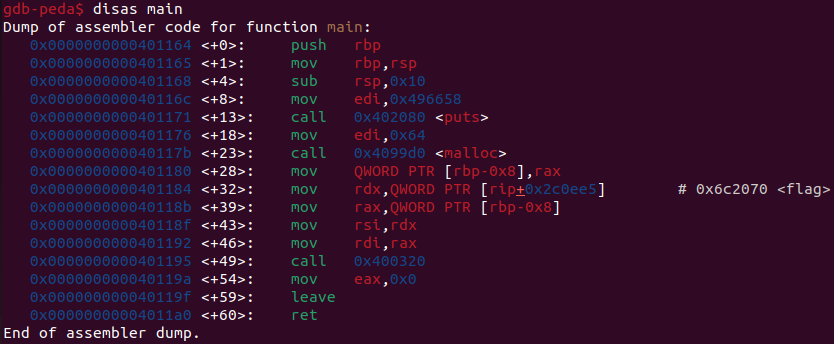 gdb-peda$ disas main
Dump of assembler code for function main:
   0x0000000000401164 <+0>:     push   rbp
   0x0000000000401165 <+1>:     mov    rbp,rsp
   0x0000000000401168 <+4>:     sub    rsp,0x10
   0x000000000040116c <+8>:     mov    edi,0x496658
   0x0000000000401171 <+13>:    call   0x402080 <puts>
   0x0000000000401176 <+18>:    mov    edi,0x64
   0x000000000040117b <+23>:    call   0x4099d0 <malloc>
   0x0000000000401180 <+28>:    mov    QWORD PTR [rbp-0x8],rax
   0x0000000000401184 <+32>:    mov    rdx,QWORD PTR [rip+0x2c0ee5]        # 0x6c2070 <flag>
   0x000000000040118b <+39>:    mov    rax,QWORD PTR [rbp-0x8]
   0x000000000040118f <+43>:    mov    rsi,rdx
   0x0000000000401192 <+46>:    mov    rdi,rax
   0x0000000000401195 <+49>:    call   0x400320
   0x000000000040119a <+54>:    mov    eax,0x0
   0x000000000040119f <+59>:    leave
   0x00000000004011a0 <+60>:    ret
End of assembler dump.